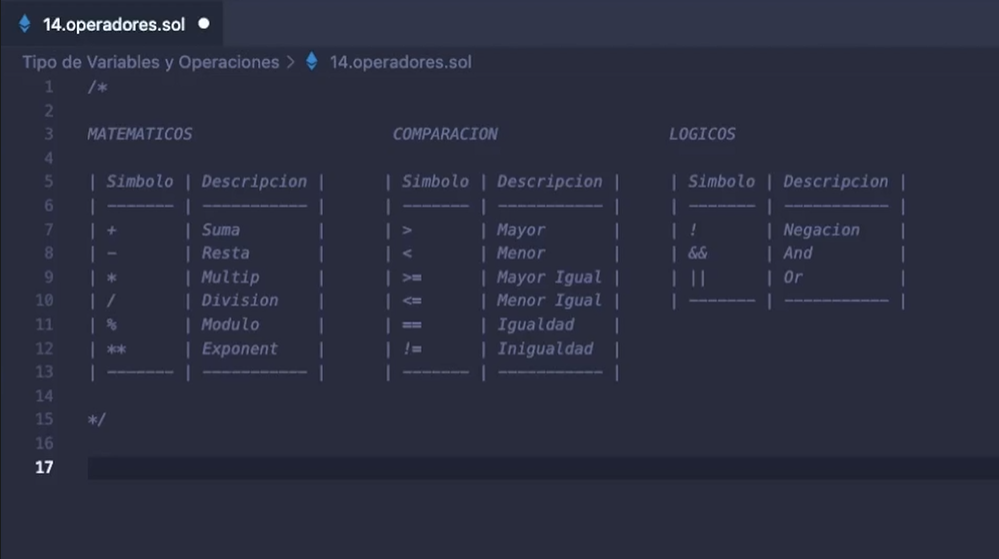 14.operadores.sol
Tipo de Variables y Operaciones > 14.operadores.sol
1 /*
2
3 MATEMATICOS COMPARACION LOGICOS
4
5 | Simbolo | Descripcion | | Simbolo | Descripcion | | Simbolo | Descripcion |
6 | ------- | ----------- | | ------- | ----------- | | ------- | ----------- |
7 | + | Suma | | > | Mayor | | ! | Negacion |
8 | - | Resta | | < | Menor | | && | And |
9 | * | Multip | | >= | Mayor Igual | | || | Or |
10 | / | Division | | <= | Menor Igual | | ------- | ----------- |
11 | % | Modulo | | == | Igualdad |
12 | ** | Exponent | | != | Inigualdad |
13 | ------- | ----------- | | ------- | ----------- |
14
15 */
16
17